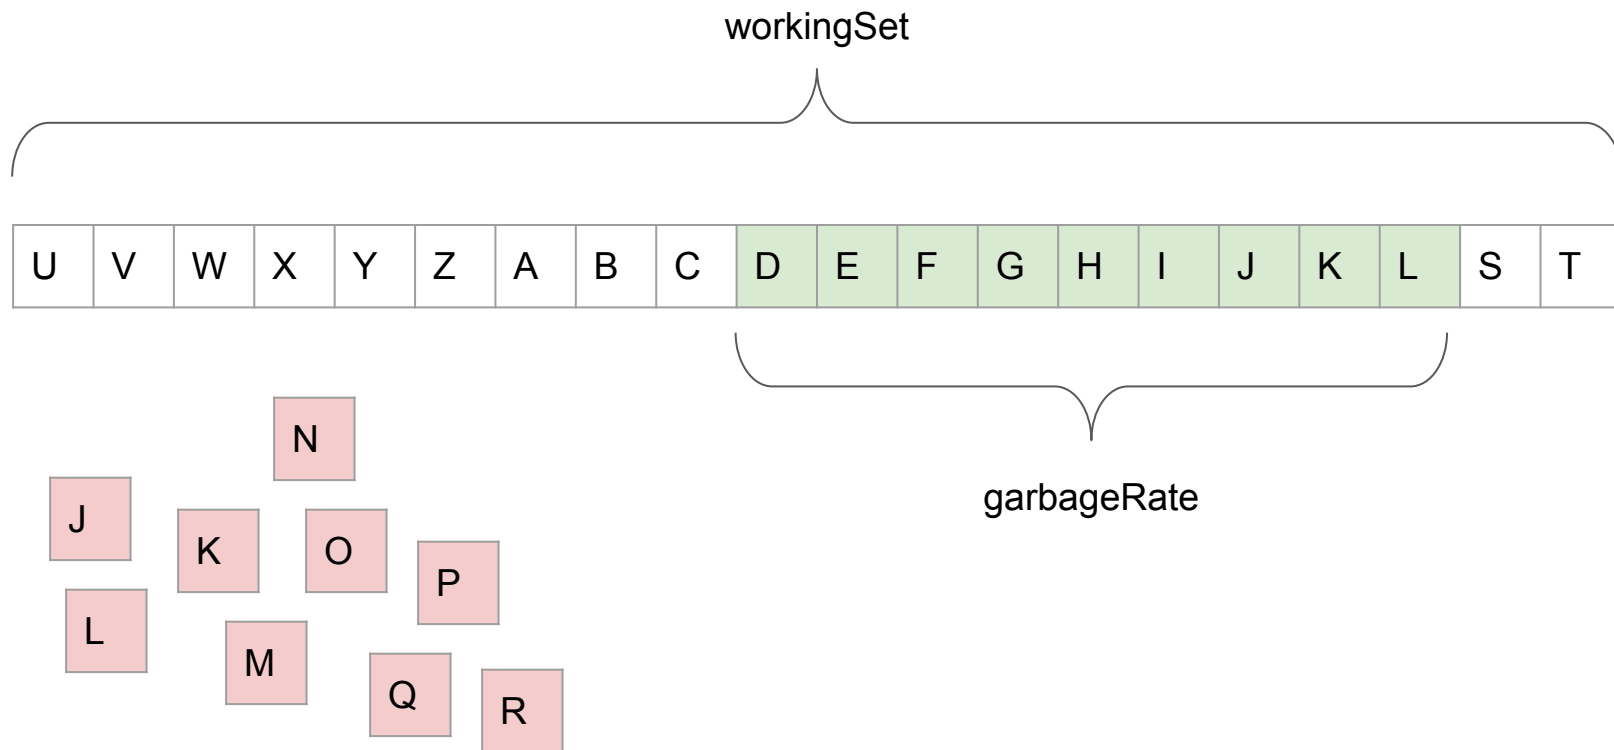 workingSet
U V W X Y Z A B C D E F G H I J K L S T
N
J
K
O
P
L
M
Q
R
garbageRate